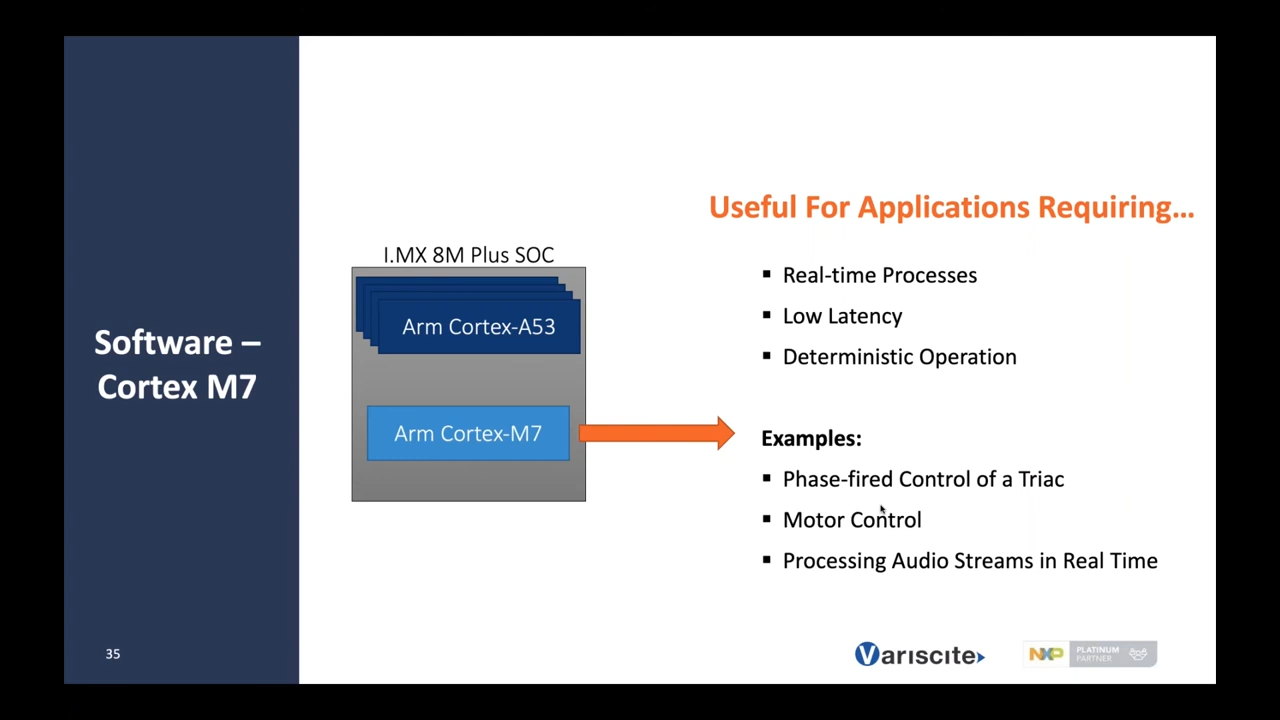 Software –
Cortex M7
35
I.MX 8M Plus SOC
Arm Cortex-A53
Arm Cortex-M7
Useful For Applications Requiring...
▪ Real-time Processes
▪ Low Latency
▪ Deterministic Operation
Examples:
▪ Phase-fired Control of a Triac
▪ Motor Control
▪ Processing Audio Streams in Real Time
Variscite
NXP
PLATINUM
PARTNER